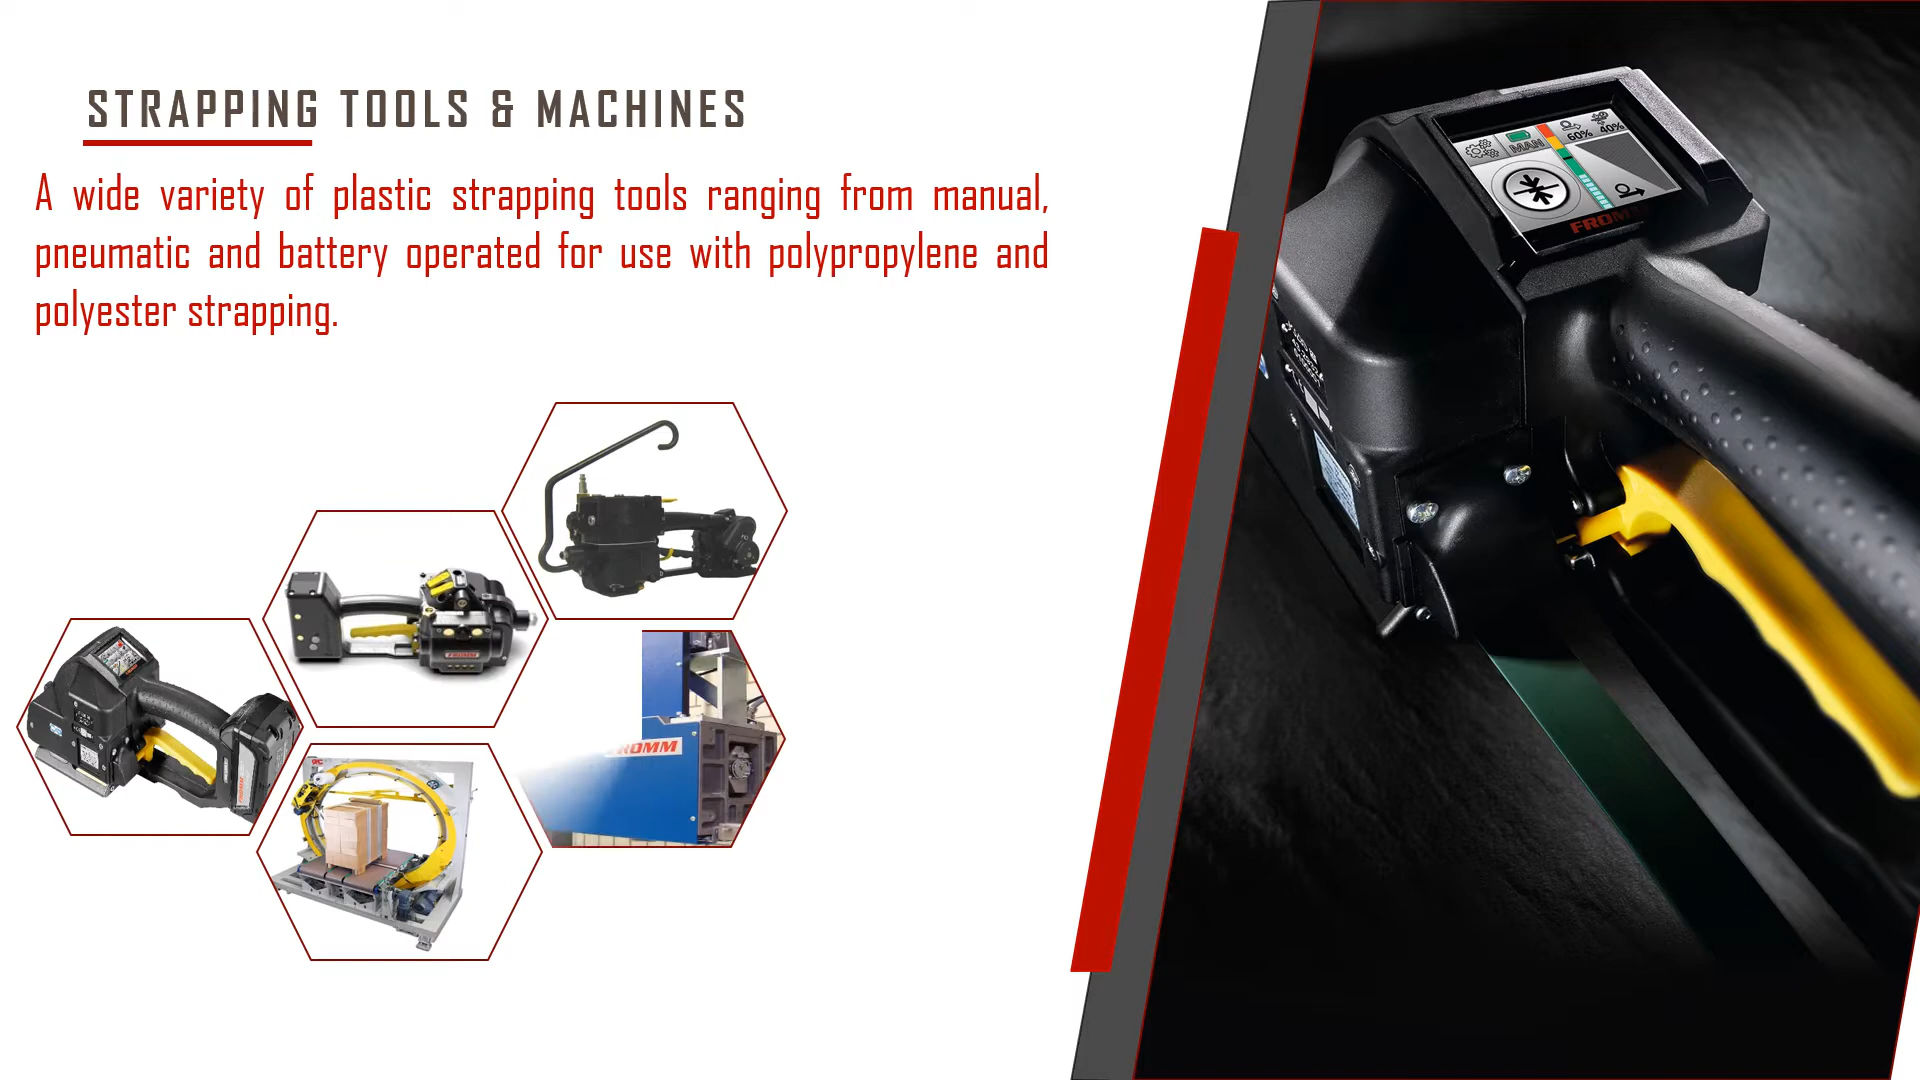 STRAPPING TOOLS & MACHINES
A wide variety of plastic strapping tools ranging from manual,
pneumatic and battery operated for use with polypropylene and
polyester strapping.
MAN
60%
40%
FROMM
FROMM